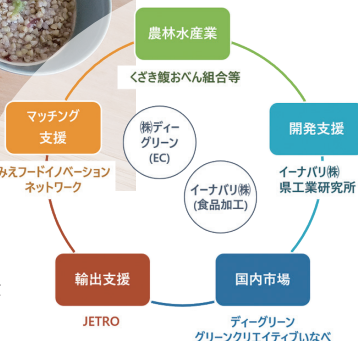 農林水産業
くざき鰒おべん組合等
マッチング
支援
みえフードイノベーション
ネットワーク
㈱ディー
グリーン
(EC)
開発支援
イーナバリ㈱
県工業研究所
イーナバリ㈱
(食品加工)
輸出支援
JETRO
国内市場
ディーグリーン
グリーンクリエイティブいなべ